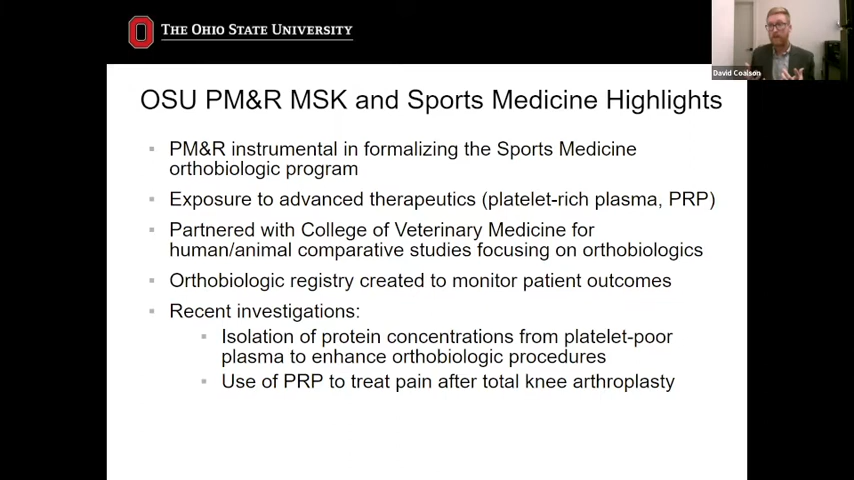 THE OHIO STATE UNIVERSITY
David Coalson
OSU PM&R MSK and Sports Medicine Highlights
PM&R instrumental in formalizing the Sports Medicine
orthobiologic program
Exposure to advanced therapeutics (platelet-rich plasma, PRP)
Partnered with College of Veterinary Medicine for
human/animal comparative studies focusing on orthobiologics
Orthobiologic registry created to monitor patient outcomes
Recent investigations:
Isolation of protein concentrations from platelet-poor
plasma to enhance orthobiologic procedures
Use of PRP to treat pain after total knee arthroplasty